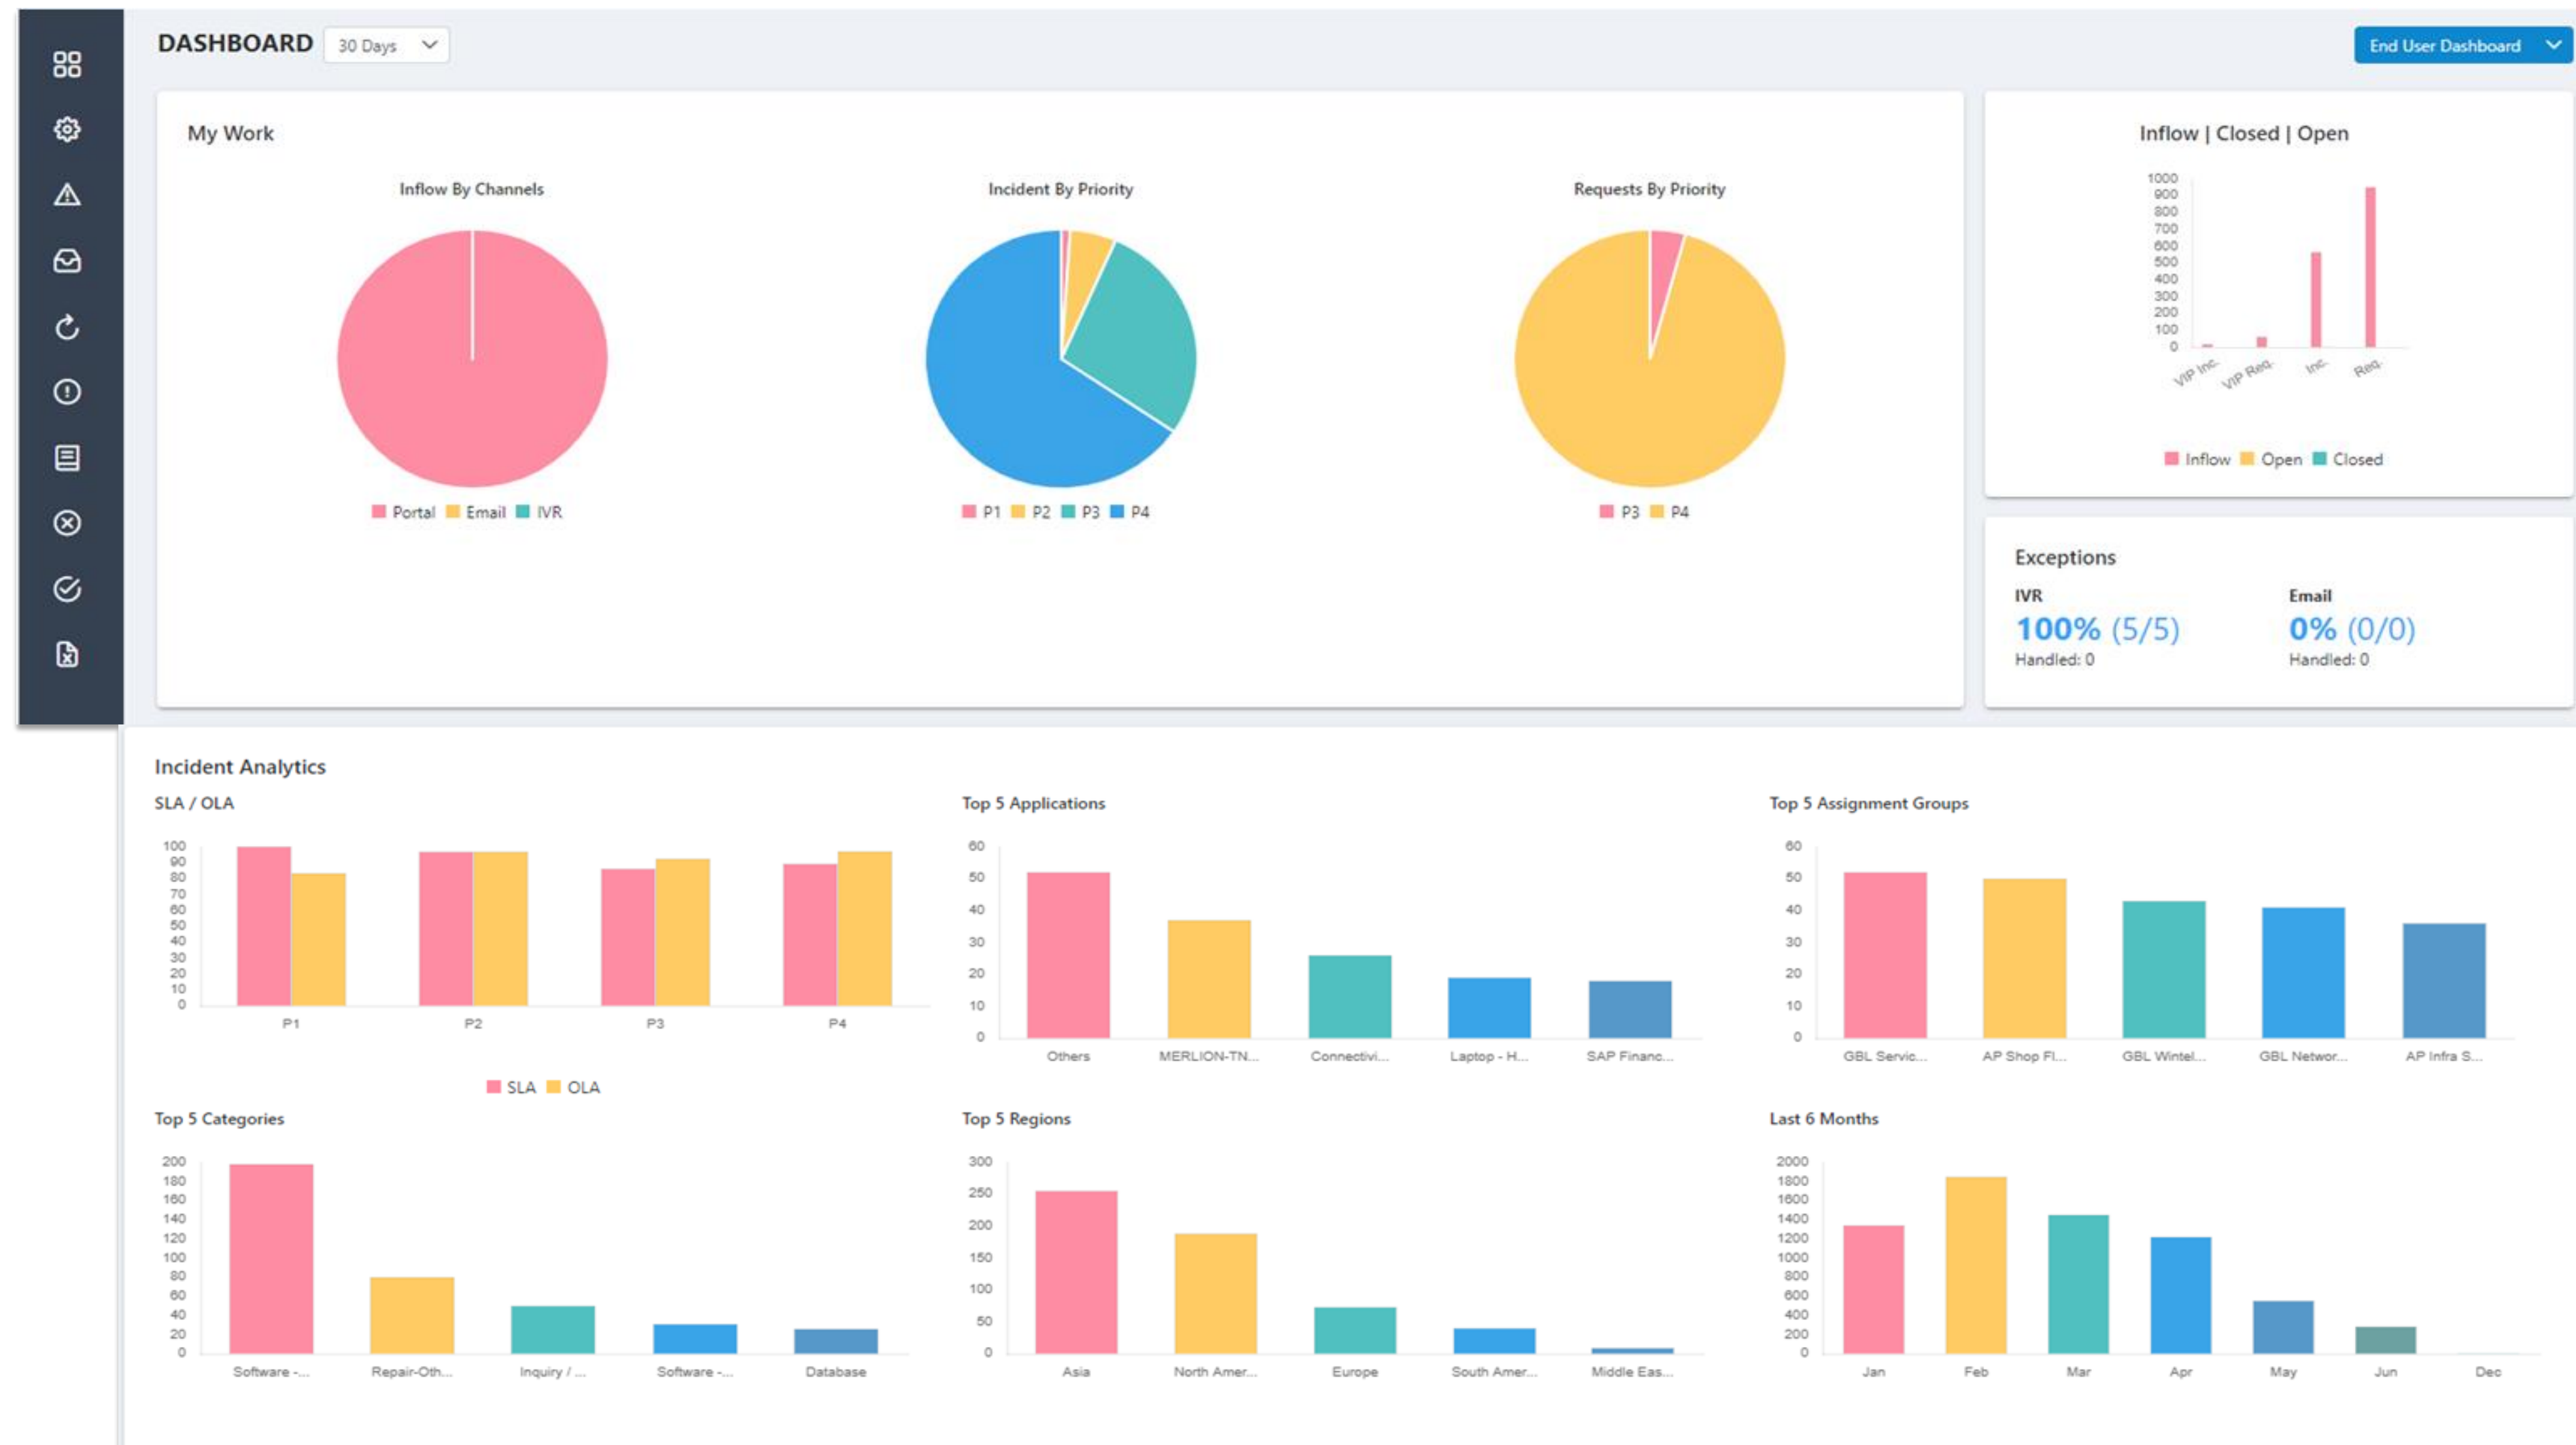 DASHBOARD 30 Days
End User Dashboard
My Work
Inflow By Channels
Portal Email IVR
Incident By Priority
P1 P2 P3 P4
Requests By Priority
P3 P4
Inflow | Closed | Open
1000
900
800
700
600
500
400
300
200
100
0
VIP Inc. VIP Req. Inc. Req.
Inflow Open Closed
Exceptions
IVR
100% (5/5)
Handled: 0
Email
0% (0/0)
Handled: 0
Incident Analytics
SLA / OLA
100
90
80
70
60
50
40
30
20
10
0
P1 P2 P3 P4
SLA OLA
Top 5 Applications
60
50
40
30
20
10
0
Others MERLION-TN... Connectivi... Laptop - H... SAP Financ...
Top 5 Assignment Groups
60
50
40
30
20
10
0
GBL Servic... AP Shop Fl... GBL Wintel... GBL Networ... AP Infra S...
Top 5 Categories
200
180
160
140
120
100
80
60
40
20
0
Software -... Repair-Oth... Inquiry / ... Software -... Database
Top 5 Regions
300
250
200
150
100
50
0
Asia North Amer... Europe South Amer... Middle Eas...
Last 6 Months
2000
1800
1600
1400
1200
1000
800
600
400
200
0
Jan Feb Mar Apr May Jun Dec